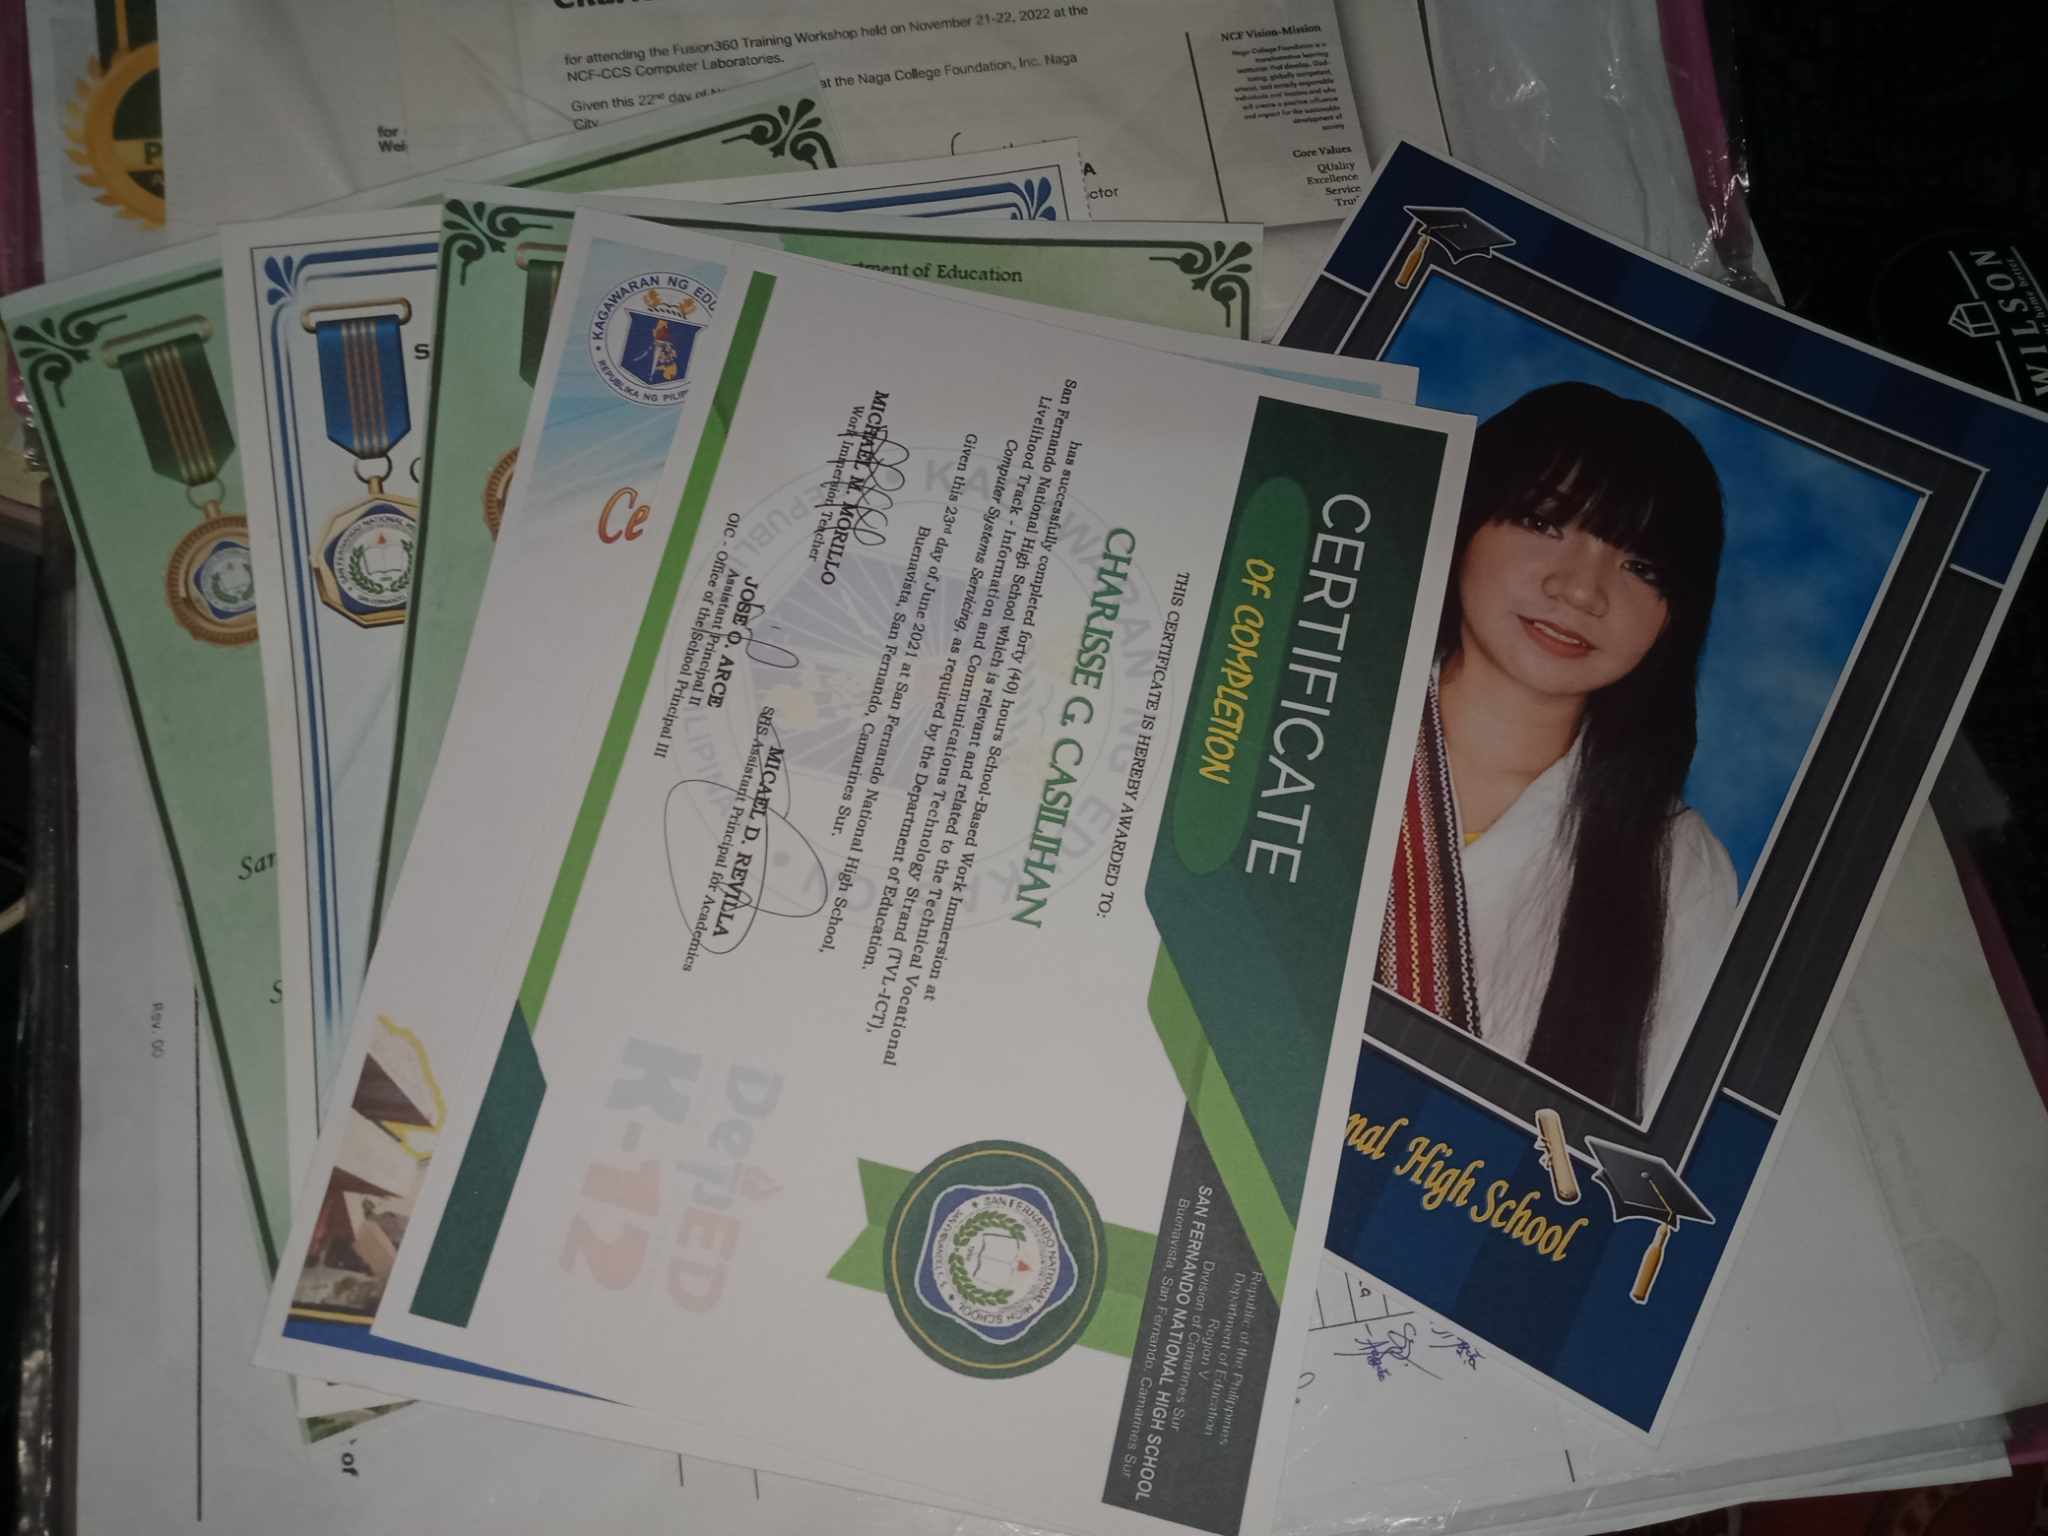 for attending the Fusion360 Training Workshop held on November 21-22, 2022 at the
NCF-CCS Computer Laboratories.
Given this 22nd day of
at the Naga College Foundation, Inc. Naga
City
NCF Vision-Mission
Naga College Foundation is a
transformative learning
Core Values
QUality
Excellence
Service
for
A
ctor
WILSON
of Education
KAGAWARAN NG EDU
REPUBLIKA NG PILIPI
Ce
CERTIFICATE
OF COMPLETION
THIS CERTIFICATE IS HEREBY AWARDED TO:
CHARISSE G. CASILIHAN
has successfully completed forty (40) hours School-Based Work Immersion at
San Fernando National High School which is relevant and related to the Technical Vocational
Livelihood Track - Information and Communications Technology Strand (TVL-ICT),
Computer Systems Servicing, as required by the Department of Education.
Given this 23rd day of June 2021 at San Fernando National High School,
Buenavista, San Fernando, Camarines Sur.
MICHAEL M. MORILLO
Work Immersion Teacher
MICAEL D. REVILLA
SHS Assistant Principal for Academics
JOSE O. ARCE
Assistant Principal II
OIC - Office of the School Principal III
DepED
K-12
SAN FERNANDO NATIONAL HIGH SCHOOL
Republic of the Philippines
Department of Education
Region V
Division of Camarines Sur
SAN FERNANDO NATIONAL HIGH SCHOOL
Buenavista, San Fernando, Camarines Sur
nal High School
San
S
Rev. 00
of